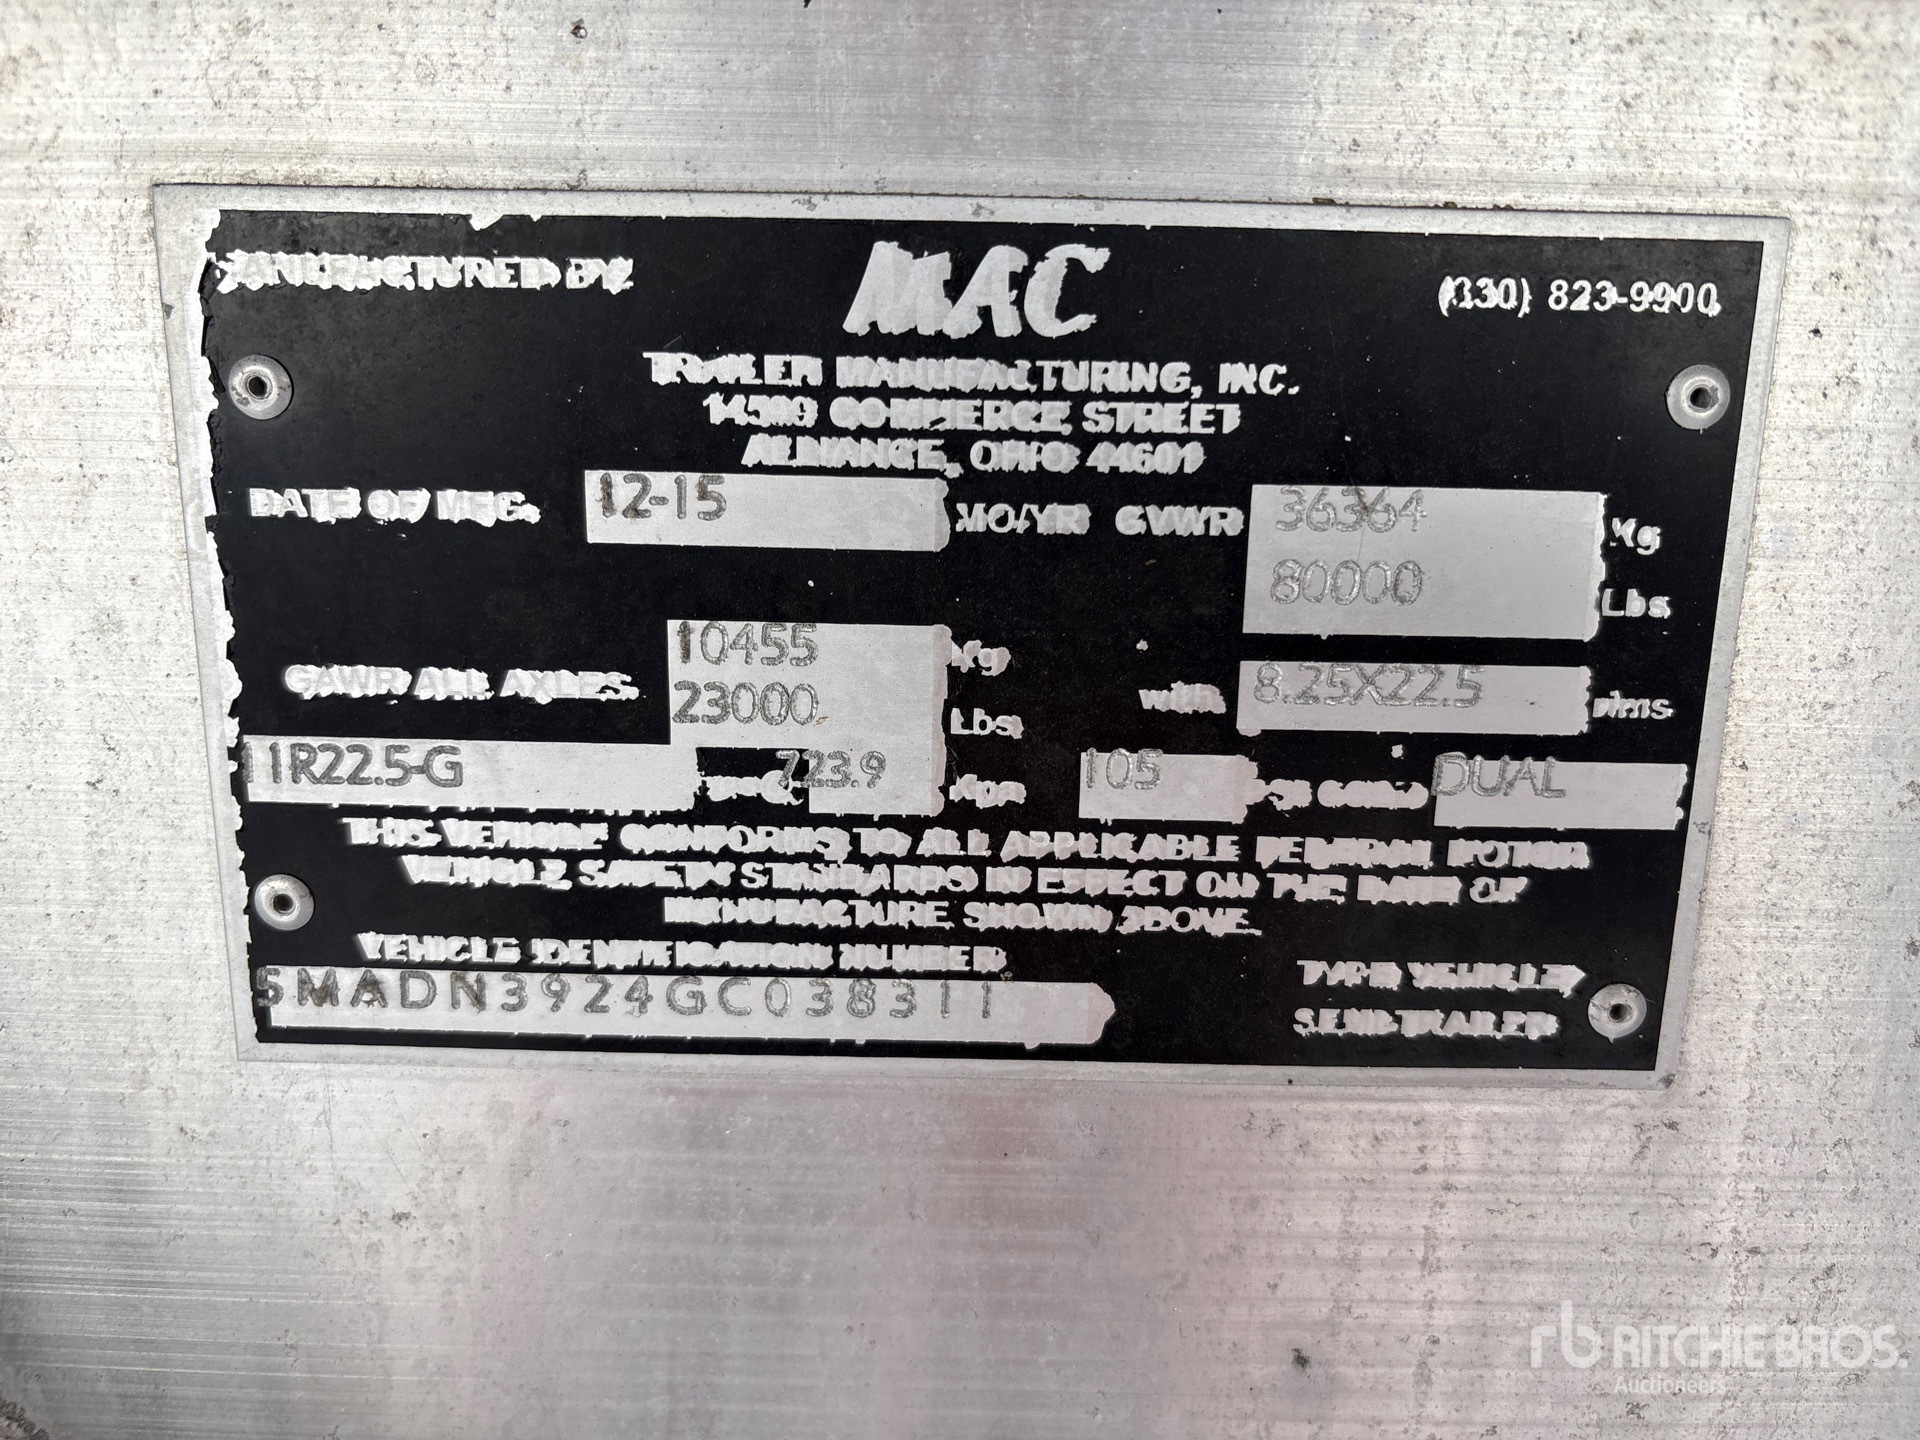 MANUFACTURED BY:
MAC
(330) 823-9900
TRAILER MANUFACTURING, INC.
14599 COMMERCE STREET
ALLIANCE, OHIO 44601
DATE OF MFG. 12-15 MO/YR GVWR 36364 Kg
80000 Lbs
GAWR ALL AXLES. 10455 Kg with 8.25X22.5 rims
23000 Lbs
11R22.5-G 723.9 105 DUAL
THIS VEHICLE CONFORMS TO ALL APPLICABLE FEDERAL MOTOR
VEHICLE SAFETY STANDARDS IN EFFECT ON THE DATE OF
MANUFACTURE SHOWN ABOVE.
VEHICLE IDENTIFICATION NUMBER
5MADN3924GC038311
TYPE VEHICLE,
SEMI-TRAILER
rb RITCHIE BROS.
Auctioneers